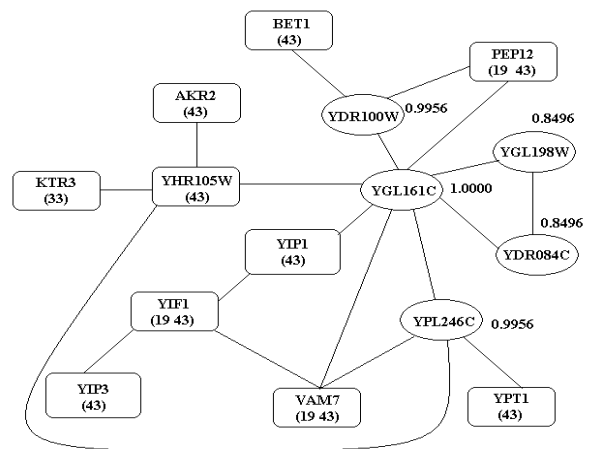 BET1
(43)
PEP12
(19 43)
AKR2
(43)
YDR100W
0.9956
0.8496
YGL198W
KTR3
(33)
YHR105W
(43)
YGL161C
1.0000
0.8496
YDR084C
YIP1
(43)
YIF1
(19 43)
YPL246C
0.9956
YIP3
(43)
VAM7
(19 43)
YPT1
(43)